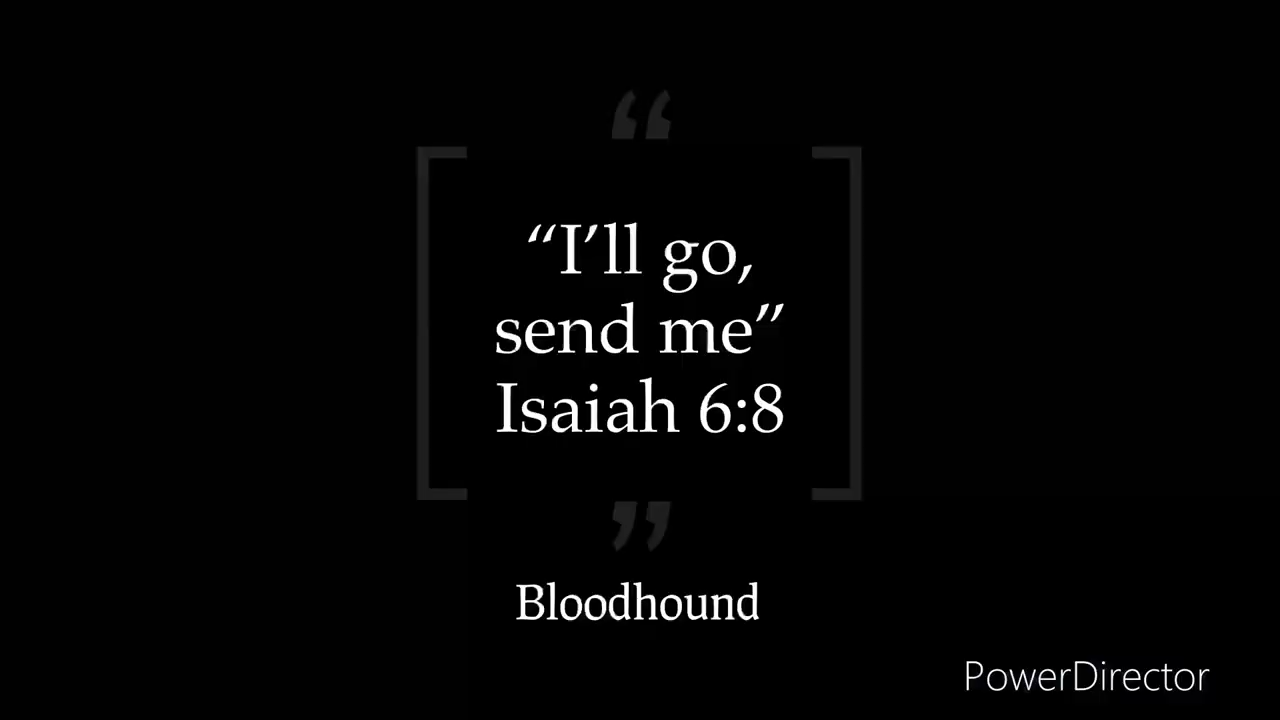 “
“I’ll go,
send me”
Isaiah 6:8
”
Bloodhound
PowerDirector